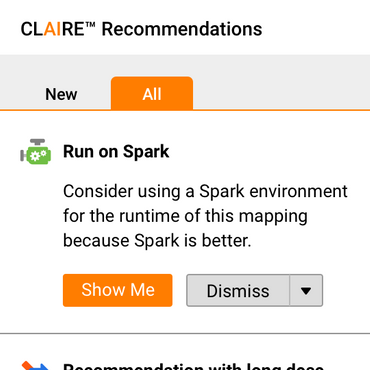 CLAIRE™ Recommendations
New All
Run on Spark
Consider using a Spark environment
for the runtime of this mapping
because Spark is better.
Show Me Dismiss
Recommendation with long desc